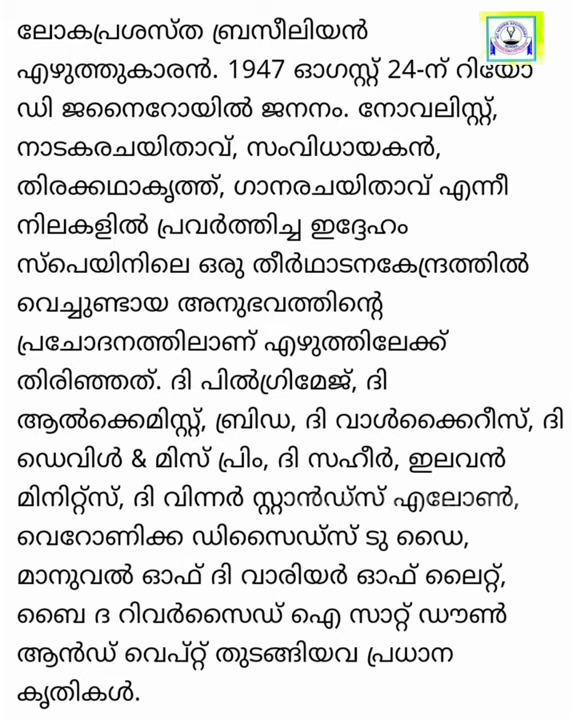 ലോകപ്രശസ്ത ബ്രസീലിയൻ
എഴുത്തുകാരൻ. 1947 ഓഗസ്റ്റ് 24-ന് റിയോ
ഡി ജനൈറോയിൽ ജനനം. നോവലിസ്റ്റ്,
നാടകരചയിതാവ്, സംവിധായകൻ,
തിരക്കഥാകൃത്ത്, ഗാനരചയിതാവ് എന്നീ
നിലകളിൽ പ്രവർത്തിച്ച ഇദ്ദേഹം
സ്പെയിനിലെ ഒരു തീർഥാടനകേന്ദ്രത്തിൽ
വെച്ചുണ്ടായ അനുഭവത്തിന്റെ
പ്രചോദനത്തിലാണ് എഴുത്തിലേക്ക്
തിരിഞ്ഞത്. ദി പിൽഗ്രിമേജ്, ദി
ആൽക്കെമിസ്റ്റ്, ബ്രിഡ, ദി വാൾക്കൈറീസ്, ദി
ഡെവിൾ & മിസ് പ്രിം, ദി സഹീർ, ഇലവൻ
മിനിറ്റ്സ്, ദി വിന്നർ സ്റ്റാൻഡ്സ് എലോൺ,
വെറോണിക്ക ഡിസൈഡ്സ് ടു ഡൈ,
മാനുവൽ ഓഫ് ദി വാരിയർ ഓഫ് ലൈറ്റ്,
ബൈ ദ റിവർസൈഡ് ഐ സാറ്റ് ഡൗൺ
ആൻഡ് വെപ്റ്റ് തുടങ്ങിയവ പ്രധാന
കൃതികൾ.